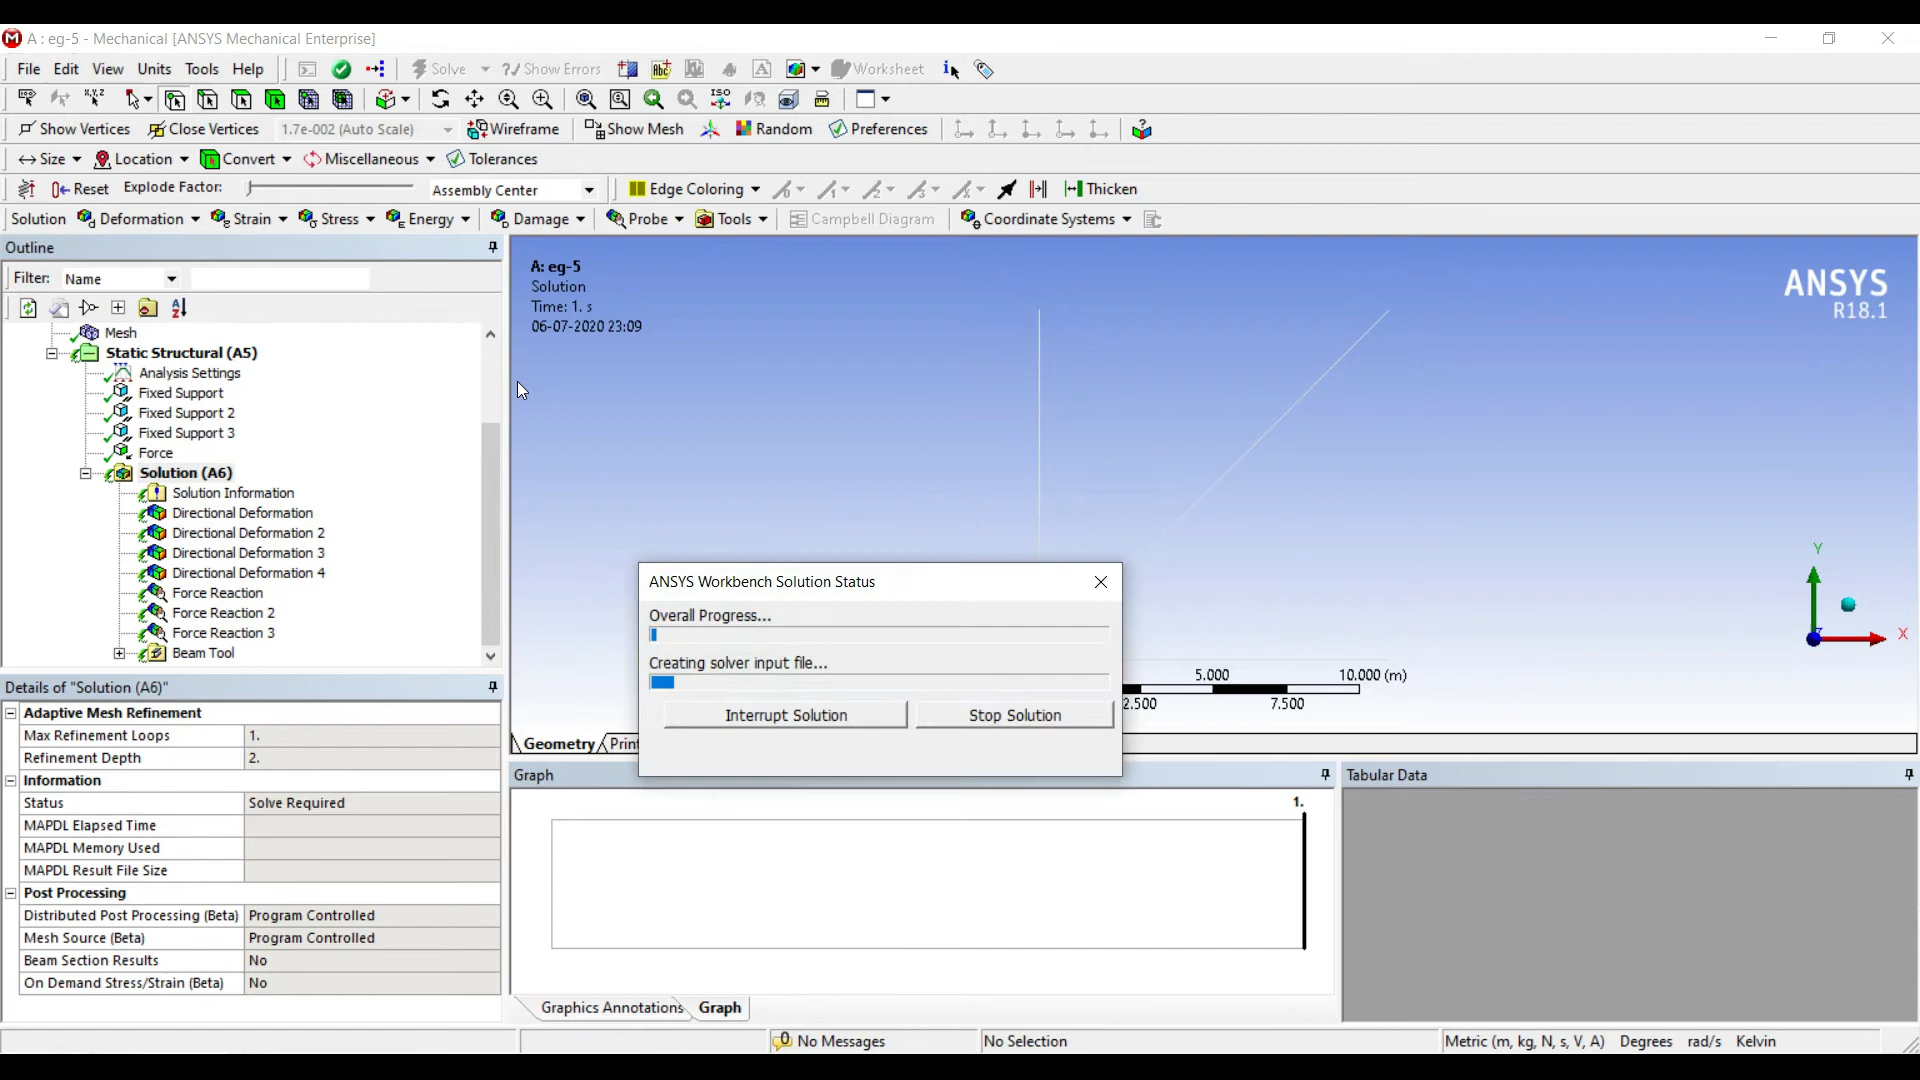 A : eg-5 - Mechanical [ANSYS Mechanical Enterprise]
File Edit View Units Tools Help Solve ?/ Show Errors Worksheet
Show Vertices Close Vertices 1.7e-002 (Auto Scale) Wireframe Show Mesh Random Preferences
Size Location Convert Miscellaneous Tolerances
Reset Explode Factor: Assembly Center Edge Coloring Thicken
Solution Deformation Strain Stress Energy Damage Probe Tools Campbell Diagram Coordinate Systems
Outline
Filter: Name
Mesh
Static Structural (A5)
Analysis Settings
Fixed Support
Fixed Support 2
Fixed Support 3
Force
Solution (A6)
Solution Information
Directional Deformation
Directional Deformation 2
Directional Deformation 3
Directional Deformation 4
Force Reaction
Force Reaction 2
Force Reaction 3
Beam Tool
Details of "Solution (A6)"
Adaptive Mesh Refinement
Max Refinement Loops 1.
Refinement Depth 2.
Information
Status Solve Required
MAPDL Elapsed Time
MAPDL Memory Used
MAPDL Result File Size
Post Processing
Distributed Post Processing (Beta) Program Controlled
Mesh Source (Beta) Program Controlled
Beam Section Results No
On Demand Stress/Strain (Beta) No
A: eg-5
Solution
Time: 1. s
06-07-2020 23:09
ANSYS
R18.1
Y
X
5.000 10.000 (m)
2.500 7.500
ANSYS Workbench Solution Status
Overall Progress...
Creating solver input file...
Interrupt Solution Stop Solution
Geometry
Graph
1.
Tabular Data
Graphics Annotations Graph
No Messages No Selection Metric (m, kg, N, s, V, A) Degrees rad/s Kelvin